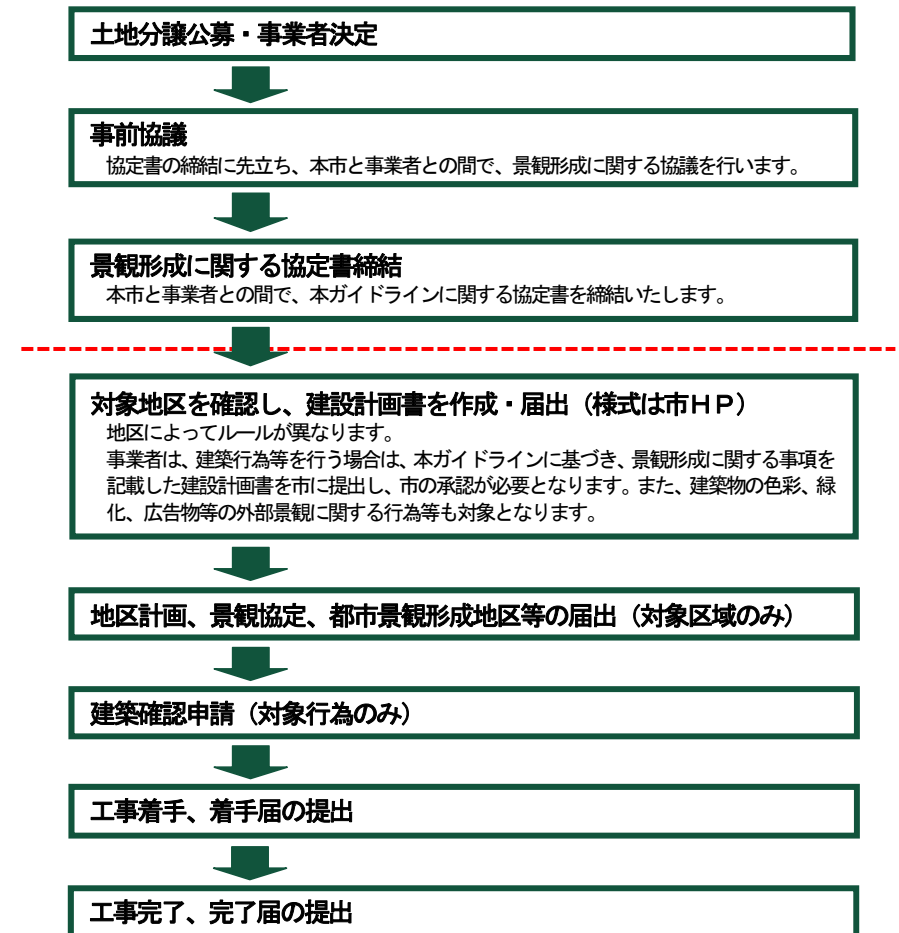 土地分譲公募・事業者決定
事前協議
協定書の締結に先立ち、本市と事業者との間で、景観形成に関する協議を行います。
景観形成に関する協定書締結
本市と事業者との間で、本ガイドラインに関する協定書を締結いたします。
対象地区を確認し、建設計画書を作成・届出（様式は市ＨＰ）
地区によってルールが異なります。
事業者は、建築行為等を行う場合は、本ガイドラインに基づき、景観形成に関する事項を
記載した建設計画書を市に提出し、市の承認が必要となります。また、建築物の色彩、緑
化、広告物等の外部景観に関する行為等も対象となります。
地区計画、景観協定、都市景観形成地区等の届出（対象区域のみ）
建築確認申請（対象行為のみ）
工事着手、着手届の提出
工事完了、完了届の提出